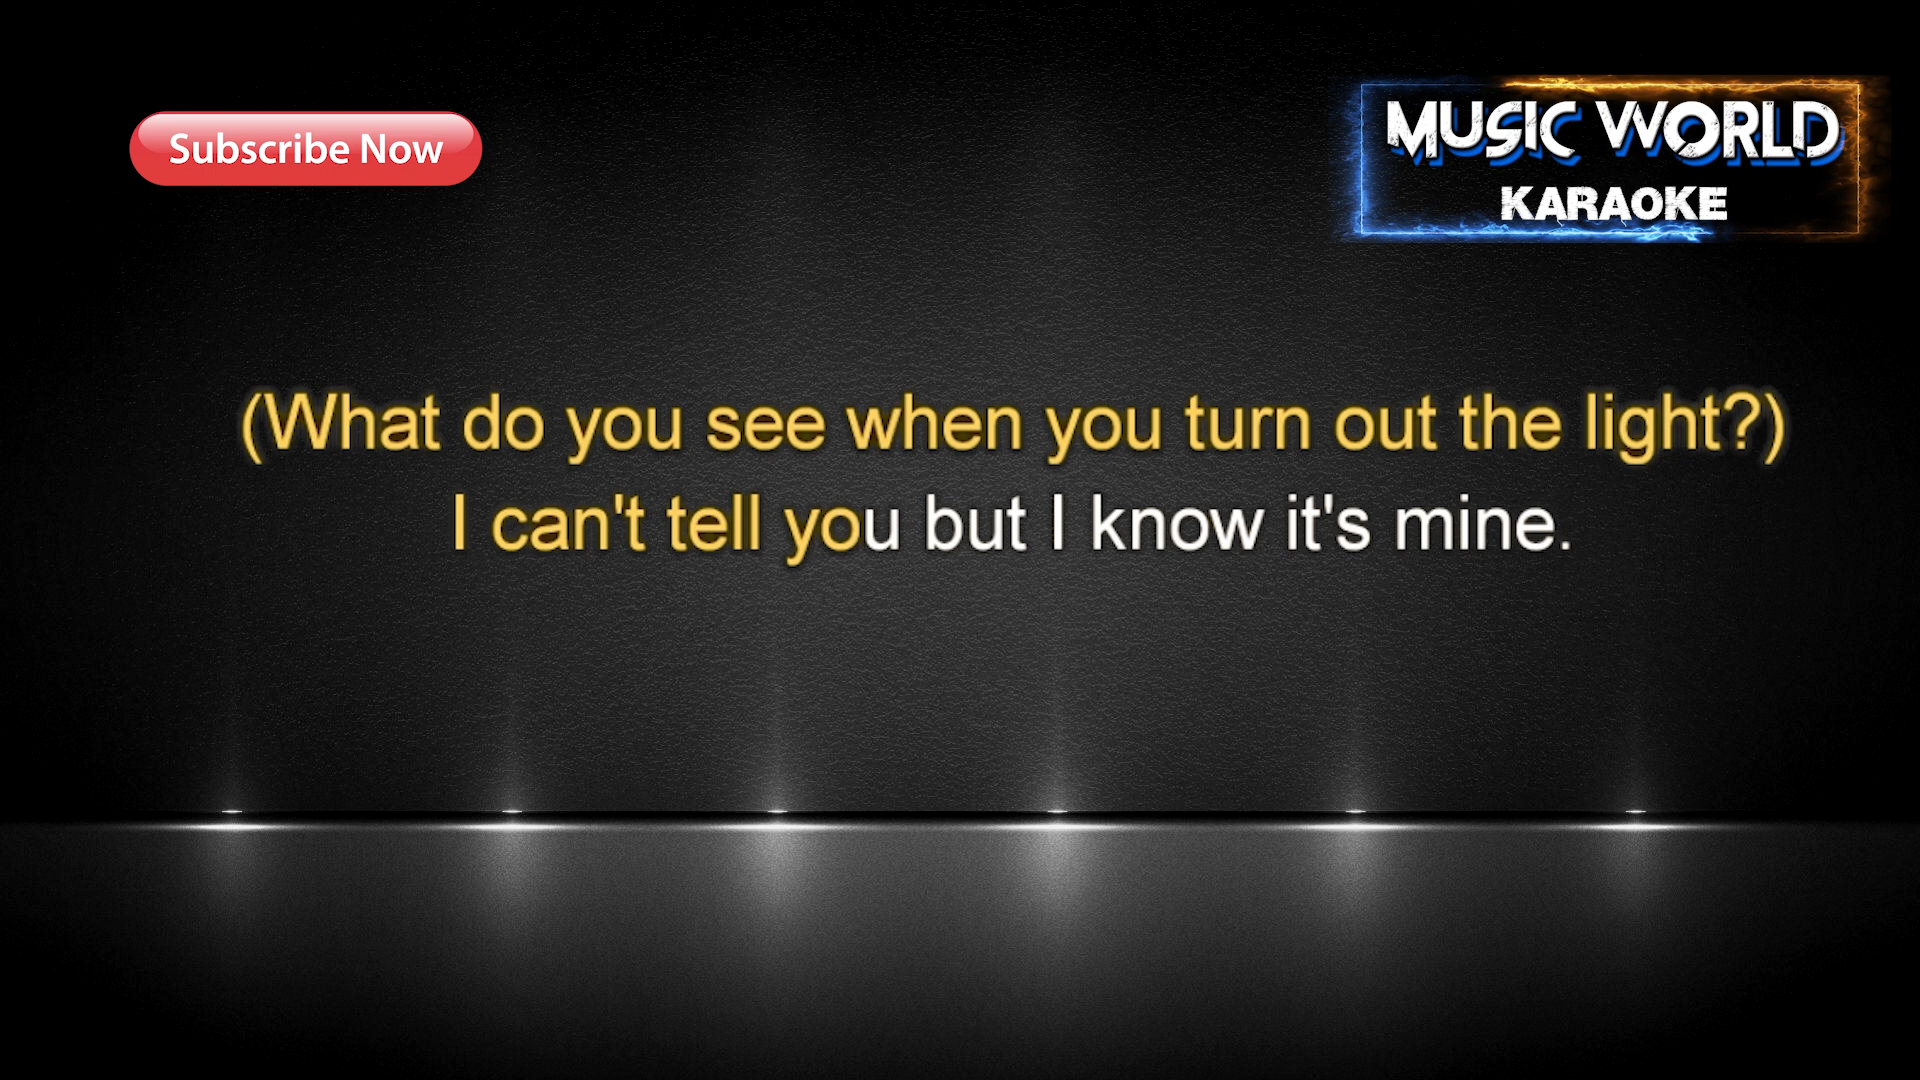 Subscribe Now
MUSIC WORLD
KARAOKE
(What do you see when you turn out the light?)
I can't tell you but I know it's mine.